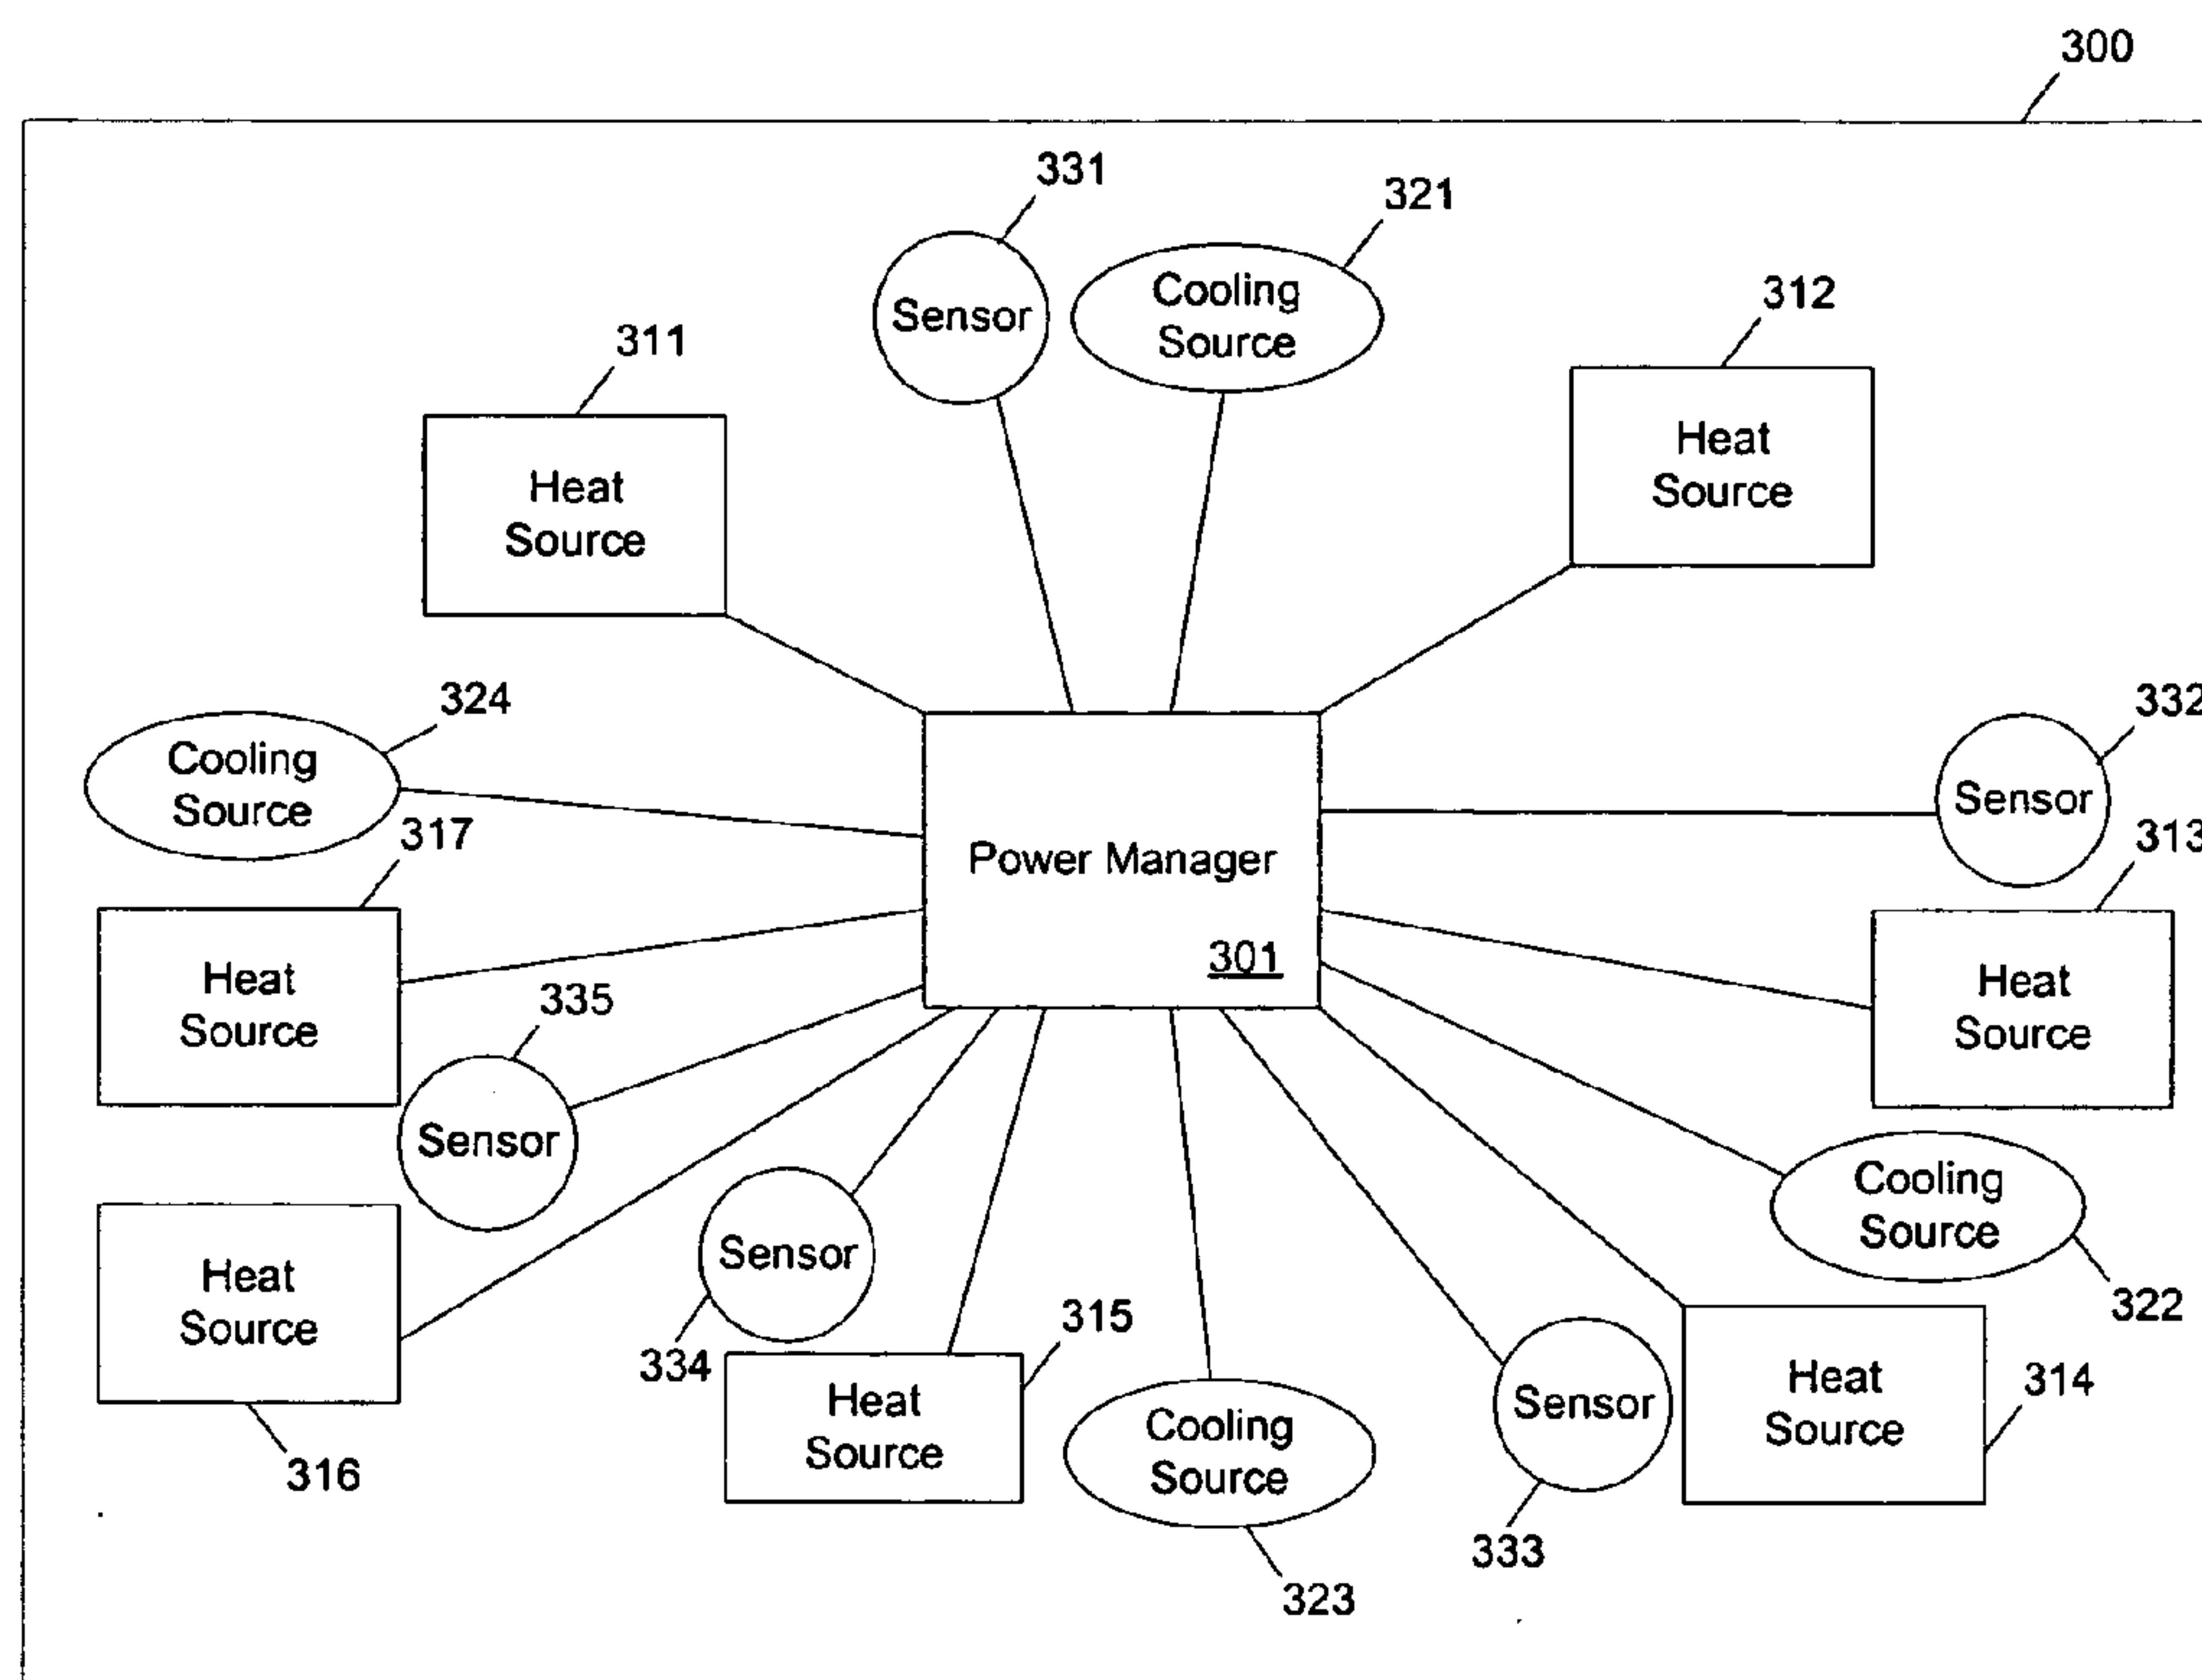 300
331
321
Sensor
Cooling
Source
312
311
Heat
Source
Heat
Source
324
332
Cooling
Source
Sensor
317
313
Power Manager
301
Heat
Source
335
Heat
Source
Sensor
Cooling
Source
322
Heat
Source
Sensor
334
315
Heat
Source
316
Cooling
Source
323
Sensor
333
Heat
Source
314